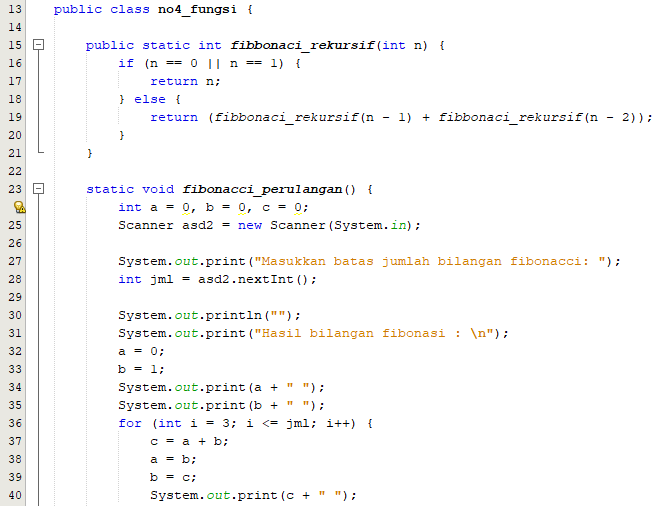 13 public class no4_fungsi {
14
15 public static int fibbonaci_rekursif(int n) {
16 if (n == 0 || n == 1) {
17 return n;
18 } else {
19 return (fibbonaci_rekursif(n - 1) + fibbonaci_rekursif(n - 2));
20 }
21 }
22
23 static void fibonacci_perulangan() {
int a = 0, b = 0, c = 0;
25 Scanner asd2 = new Scanner(System.in);
26
27 System.out.print("Masukkan batas jumlah bilangan fibonacci: ");
28 int jml = asd2.nextInt();
29
30 System.out.println("");
31 System.out.print("Hasil bilangan fibonasi : \n");
32 a = 0;
33 b = 1;
34 System.out.print(a + " ");
35 System.out.print(b + " ");
36 for (int i = 3; i <= jml; i++) {
37 c = a + b;
38 a = b;
39 b = c;
40 System.out.print(c + " ");